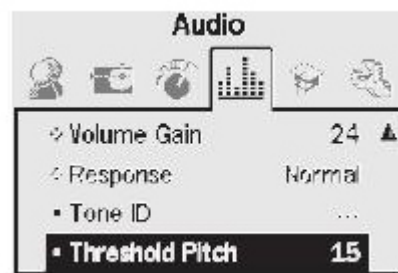 Audio
Volume Gain 24
Response Normal
Tone ID ...
Threshold Pitch 15